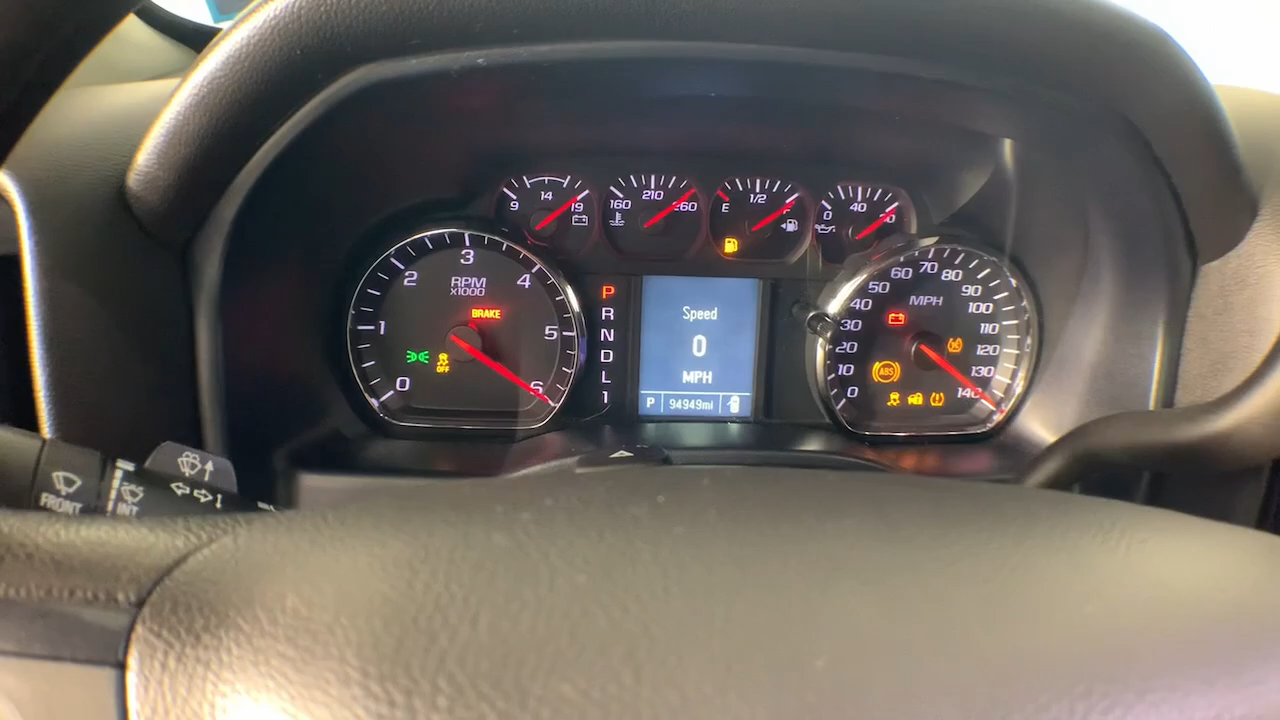 9 14 19
160 210 260
E 1/2 F
0 40 80
0 1 2 3 4 5 6
RPM
x1000
BRAKE
OFF
P
R
N
D
L
1
Speed
0
MPH
P 94949mi
0 10 20 30 40 50 60 70 80 90 100 110 120 130 140
MPH
ABS
FRONT
INT